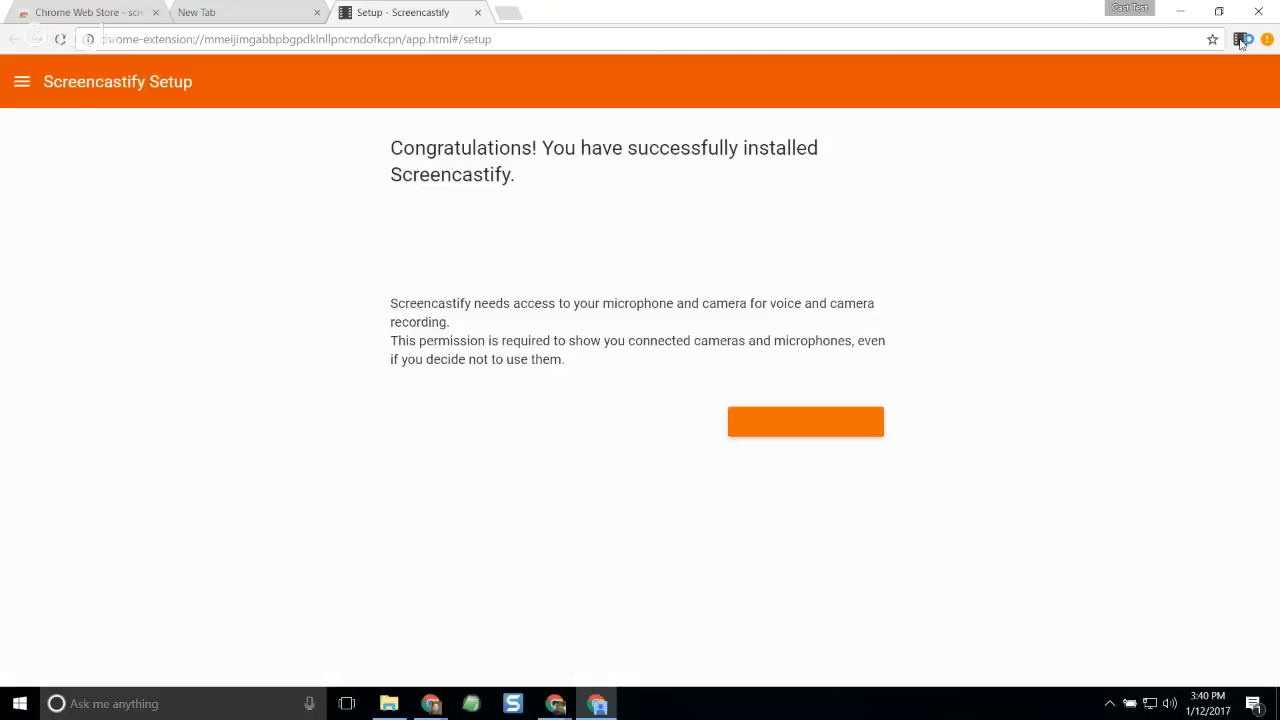 Chrome Web Store - scre
New Tab
Setup - Screencastify
Cast Test
chrome-extension://mmeijimgabbpbgpdklnllpncmdofkcpn/app.html#/setup
Screencastify Setup
Congratulations! You have successfully installed
Screencastify.
Screencastify needs access to your microphone and camera for voice and camera
recording.
This permission is required to show you connected cameras and microphones, even
if you decide not to use them.
Ask me anything
3:40 PM
1/12/2017
1